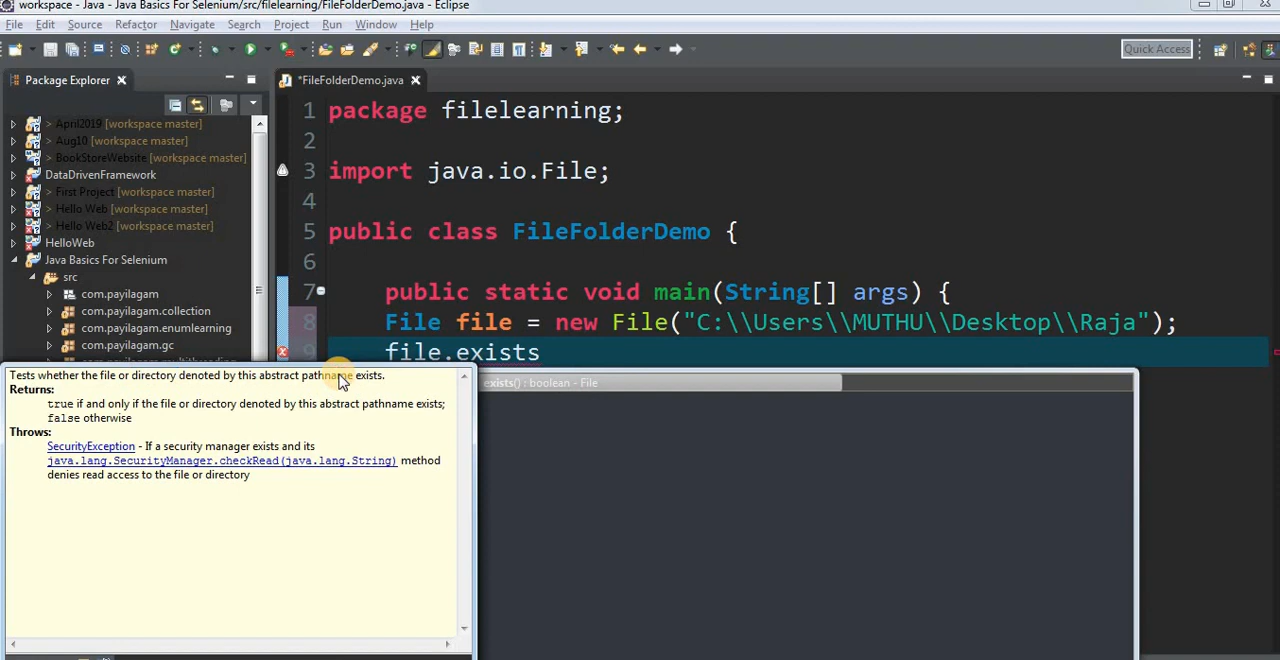 workspace - Java - Java Basics For Selenium/src/filelearning/FileFolderDemo.java - Eclipse
File Edit Source Refactor Navigate Search Project Run Window Help
Quick Access
Package Explorer
*FileFolderDemo.java
> April2019 [workspace master]
> Aug10 [workspace master]
> BookStoreWebsite [workspace master]
DataDrivenFramework
> First Project [workspace master]
> Hello Web [workspace master]
> Hello Web2 [workspace master]
HelloWeb
Java Basics For Selenium
src
com.payilagam
com.payilagam.collection
com.payilagam.enumlearning
com.payilagam.gc
com.payilagam.multithreading
1 package filelearning;
2
3 import java.io.File;
4
5 public class FileFolderDemo {
6
7 public static void main(String[] args) {
8 File file = new File("C:\\Users\\MUTHU\\Desktop\\Raja");
9 file.exists
Tests whether the file or directory denoted by this abstract pathname exists.
Returns:
true if and only if the file or directory denoted by this abstract pathname exists;
false otherwise
Throws:
SecurityException - If a security manager exists and its
java.lang.SecurityManager.checkRead(java.lang.String) method
denies read access to the file or directory
exists() : boolean - File